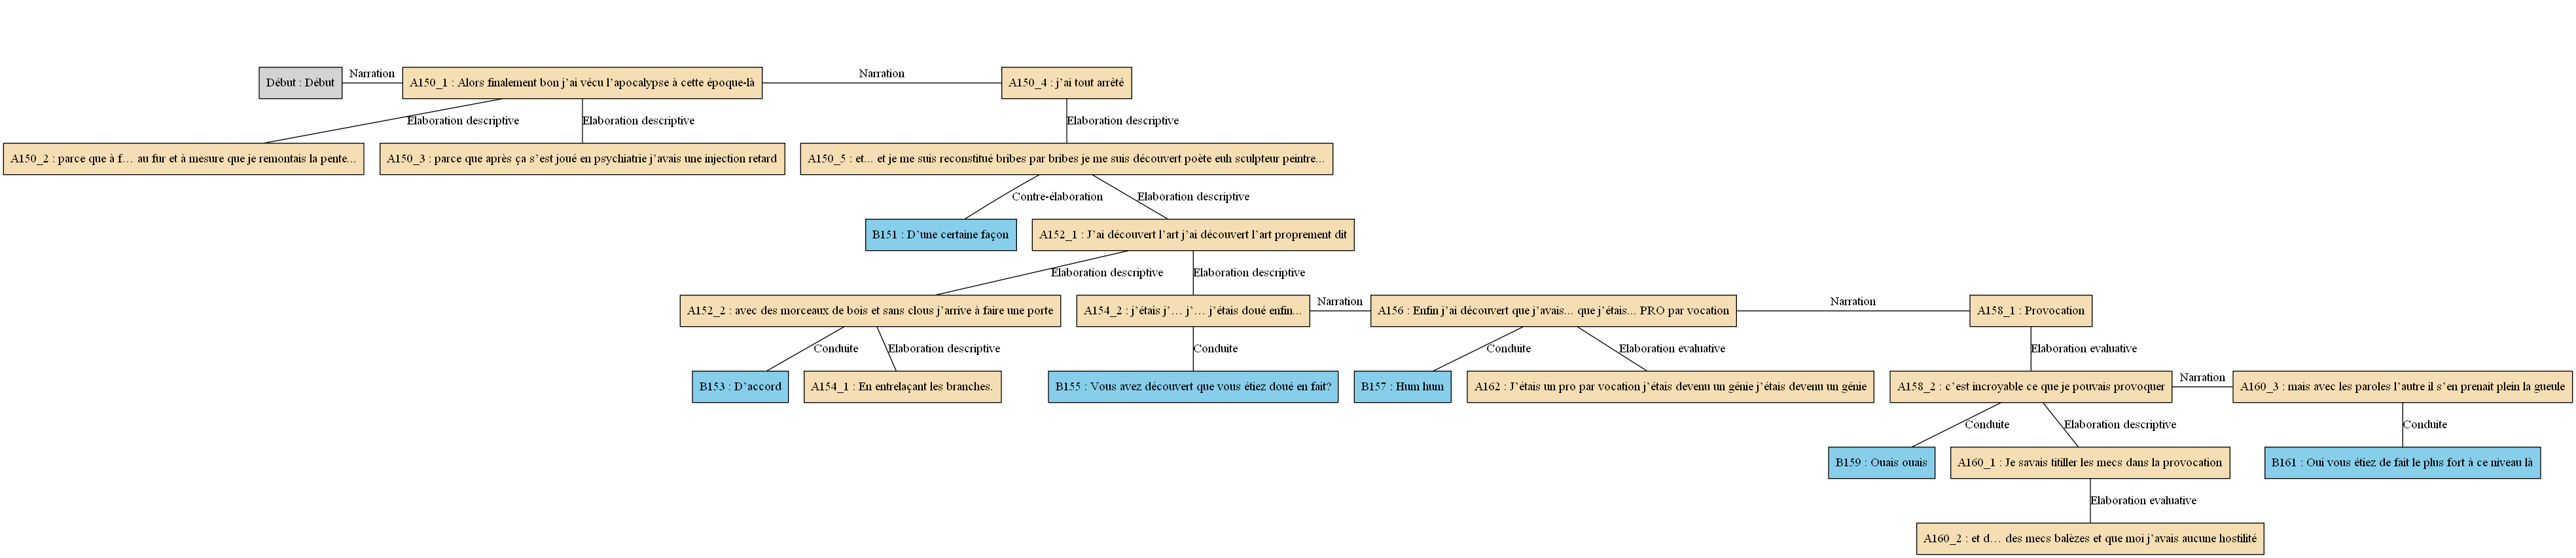 Début : Début
Narration
A150_1 : Alors finalement bon j'ai vécu l'apocalypse à cette époque-là
Narration
A150_4 : j'ai tout arrêté
Elaboration descriptive
Elaboration descriptive
Elaboration descriptive
A150_2 : parce que à f… au fur et à mesure que je remontais la pente...
A150_3 : parce que après ça s'est joué en psychiatrie j'avais une injection retard
A150_5 : et... et je me suis reconstitué bribes par bribes je me suis découvert poète euh sculpteur peintre...
Contre-élaboration
Elaboration descriptive
B151 : D'une certaine façon
A152_1 : J'ai découvert l'art j'ai découvert l'art proprement dit
Elaboration descriptive
Elaboration descriptive
A152_2 : avec des morceaux de bois et sans clous j'arrive à faire une porte
A154_2 : j'étais j'… j'… j'étais doué enfin...
Narration
A156 : Enfin j'ai découvert que j'avais... que j'étais... PRO par vocation
Narration
A158_1 : Provocation
Conduite
Elaboration descriptive
Conduite
Conduite
Elaboration evaluative
Elaboration evaluative
B153 : D'accord
A154_1 : En entrelaçant les branches.
B155 : Vous avez découvert que vous étiez doué en fait?
B157 : Hum hum
A162 : J'étais un pro par vocation j'étais devenu un génie j'étais devenu un génie
A158_2 : c'est incroyable ce que je pouvais provoquer
Narration
A160_3 : mais avec les paroles l'autre il s'en prenait plein la gueule
Conduite
Elaboration descriptive
Conduite
B159 : Ouais ouais
A160_1 : Je savais titiller les mecs dans la provocation
B161 : Oui vous étiez de fait le plus fort à ce niveau là
Elaboration evaluative
A160_2 : et d… des mecs balèzes et que moi j'avais aucune hostilité